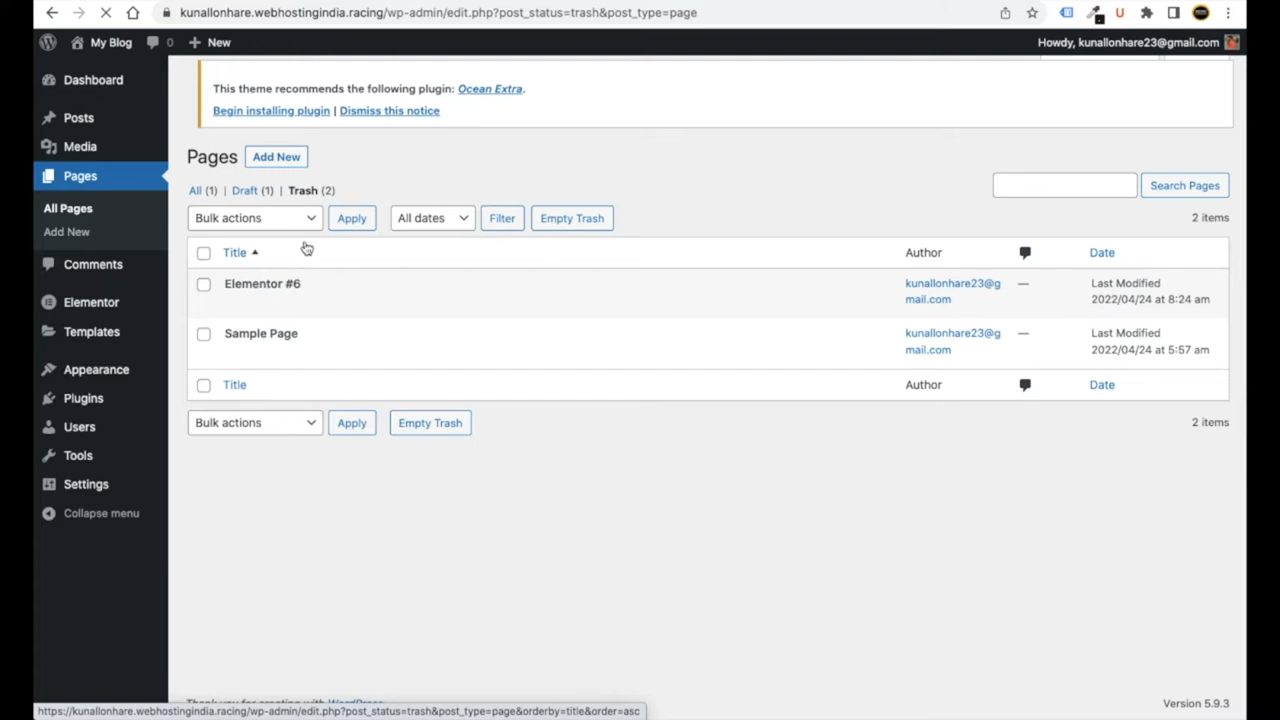 kunallonhare.webhostingindia.racing/wp-admin/edit.php?post_status=trash&post_type=page
My Blog 0 New
Howdy, kunallonhare23@gmail.com
Dashboard
Posts
Media
Pages
All Pages
Add New
Comments
Elementor
Templates
Appearance
Plugins
Users
Tools
Settings
Collapse menu
This theme recommends the following plugin: Ocean Extra.
Begin installing plugin | Dismiss this notice
Pages Add New
All (1) | Draft (1) | Trash (2)
Search Pages
Bulk actions Apply All dates Filter Empty Trash 2 items
Title Author Date
Elementor #6 kunallonhare23@g — Last Modified
mail.com 2022/04/24 at 8:24 am
Sample Page kunallonhare23@g — Last Modified
mail.com 2022/04/24 at 5:57 am
Title Author Date
Bulk actions Apply Empty Trash 2 items
Thank you for creating with WordPress
Version 5.9.3
https://kunallonhare.webhostingindia.racing/wp-admin/edit.php?post_status=trash&post_type=page&orderby=title&order=asc